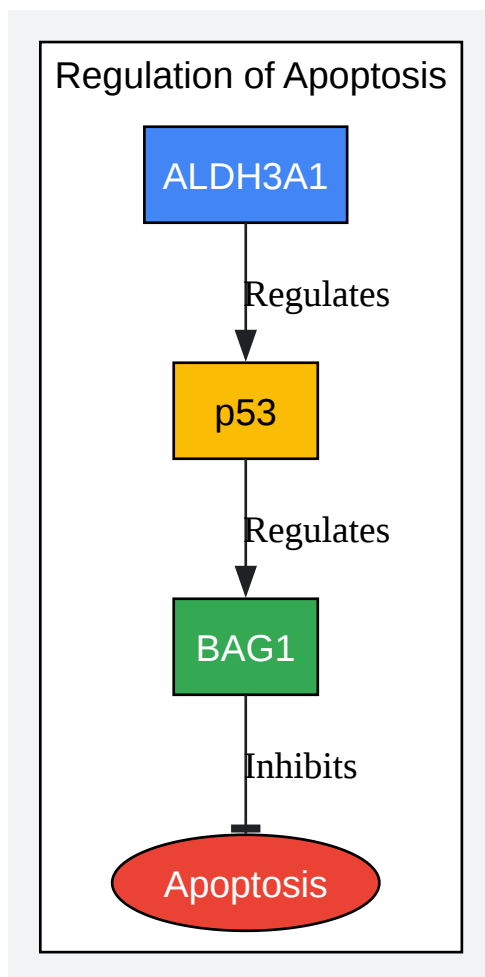 Regulation of Apoptosis
ALDH3A1
Regulates
p53
Regulates
BAG1
Inhibits
Apoptosis